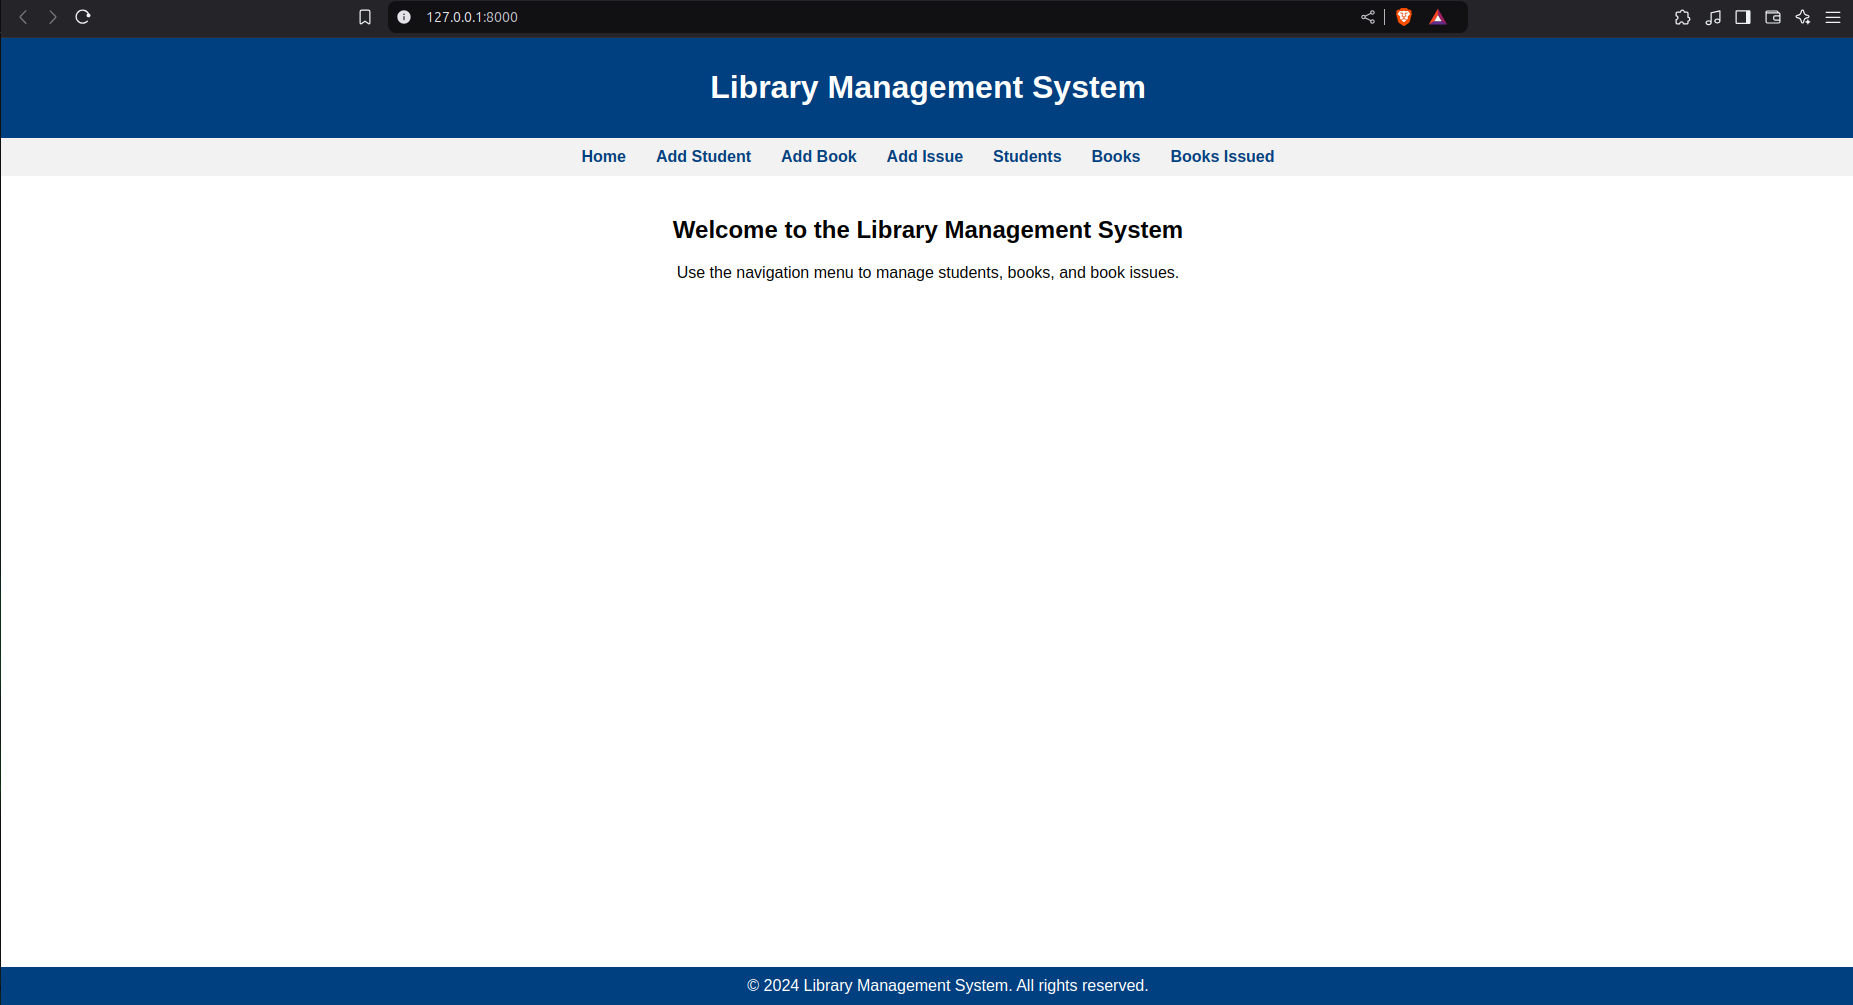 127.0.0.1:8000
Library Management System
Home Add Student Add Book Add Issue Students Books Books Issued
Welcome to the Library Management System
Use the navigation menu to manage students, books, and book issues.
© 2024 Library Management System. All rights reserved.